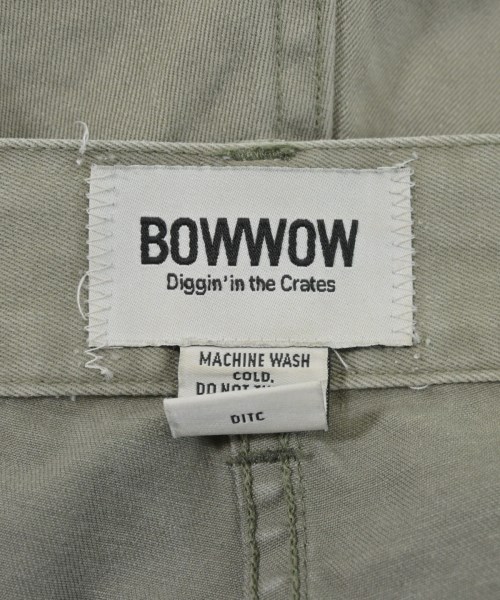 BOWWOW
Diggin' in the Crates
MACHINE WASH
COLD.
DO NOT
DITC